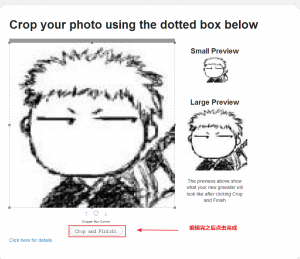 Crop your photo using the dotted box below
Small Preview
Large Preview
The previews above show
what your new gravatar will
look like after clicking Crop
and Finish
Crop and Finish!
剪辑完之后点击完成
Click here for details